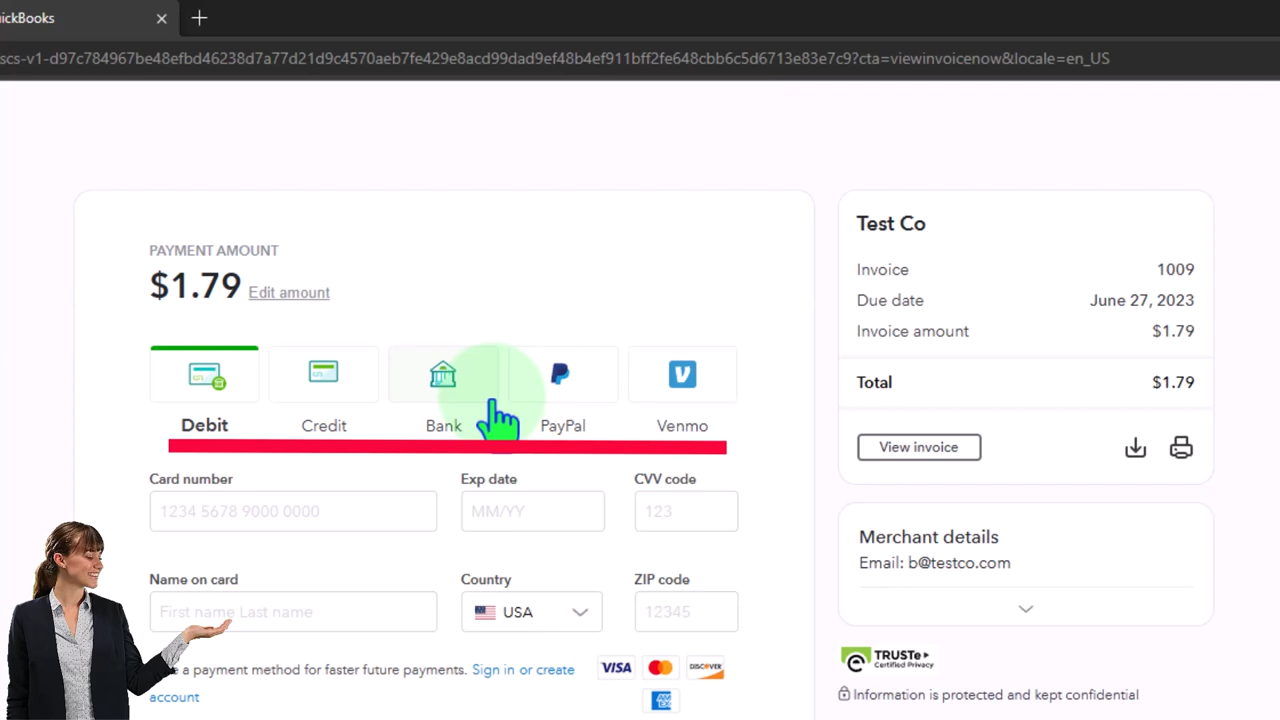 uickBooks
scs-v1-d97c784967be48efbd46238d7a77d21d9c4570aeb7fe429e8acd99dad9ef48b4ef911bff2fe648cbb6c5d6713e83e7c9?cta=viewinvoicenow&locale=en_US
PAYMENT AMOUNT
$1.79 Edit amount
Debit Credit Bank PayPal Venmo
Card number Exp date CVV code
1234 5678 9000 0000 MM/YY 123
Name on card Country ZIP code
First name Last name USA 12345
a payment method for faster future payments. Sign in or create
account
VISA DISCOVER
AM EX
Test Co
Invoice 1009
Due date June 27, 2023
Invoice amount $1.79
Total $1.79
View invoice
Merchant details
Email: b@testco.com
TRUSTe
Certified Privacy
Information is protected and kept confidential